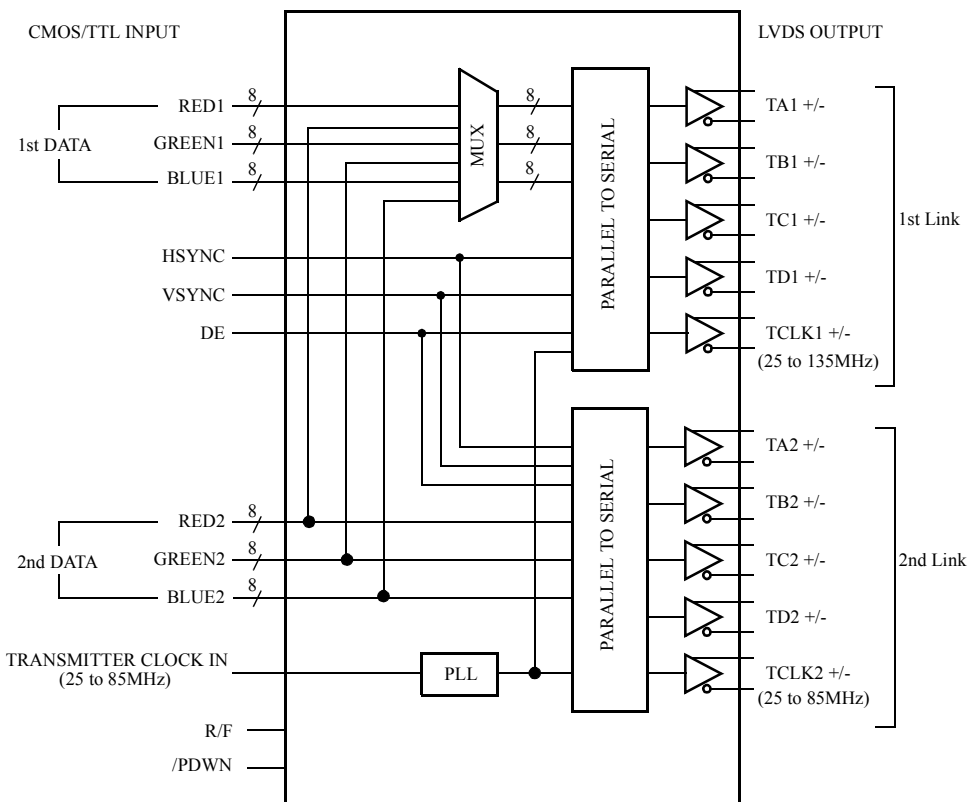 CMOS/TTL INPUT
LVDS OUTPUT
1st DATA
RED1
8
GREEN1
8
BLUE1
8
HSYNC
VSYNC
DE
MUX
8
8
8
PARALLEL TO SERIAL
TA1 +/-
TB1 +/-
TC1 +/-
TD1 +/-
TCLK1 +/-
(25 to 135MHz)
1st Link
2nd DATA
RED2
8
GREEN2
8
BLUE2
8
TRANSMITTER CLOCK IN
(25 to 85MHz)
PLL
R/F
/PDWN
PARALLEL TO SERIAL
TA2 +/-
TB2 +/-
TC2 +/-
TD2 +/-
TCLK2 +/-
(25 to 85MHz)
2nd Link